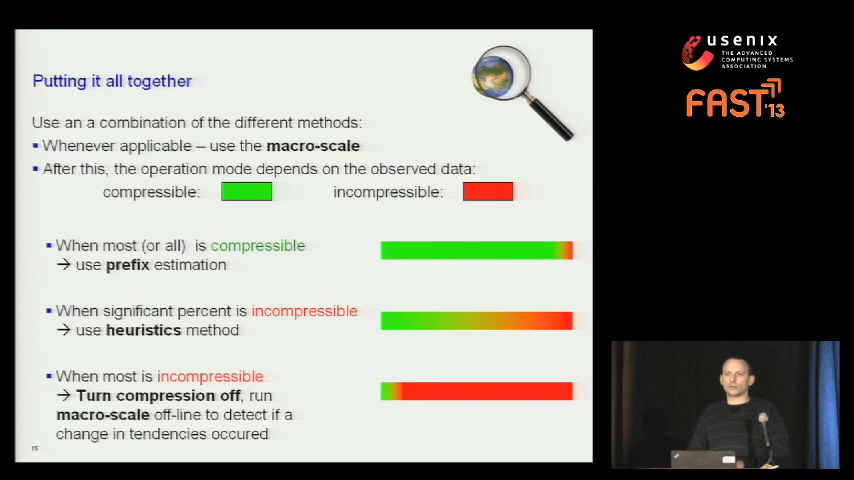 usenix
THE ADVANCED
COMPUTING SYSTEMS
ASSOCIATION
FAST'13
Putting it all together
Use an a combination of the different methods:
Whenever applicable – use the macro-scale
After this, the operation mode depends on the observed data:
compressible:
incompressible:
When most (or all) is compressible
→ use prefix estimation
When significant percent is incompressible
→ use heuristics method
When most is incompressible
→ Turn compression off, run
macro-scale off-line to detect if a
change in tendencies occured
15